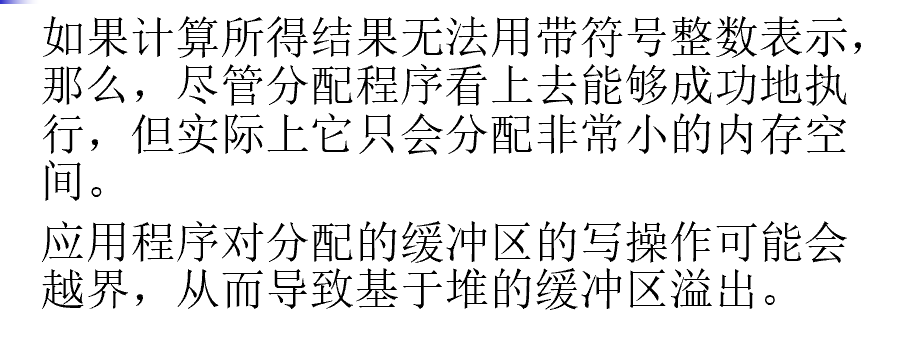 如果计算所得结果无法用带符号整数表示，
那么，尽管分配程序看上去能够成功地执
行，但实际上它只会分配非常小的内存空
间。
应用程序对分配的缓冲区的写操作可能会
越界，从而导致基于堆的缓冲区溢出。